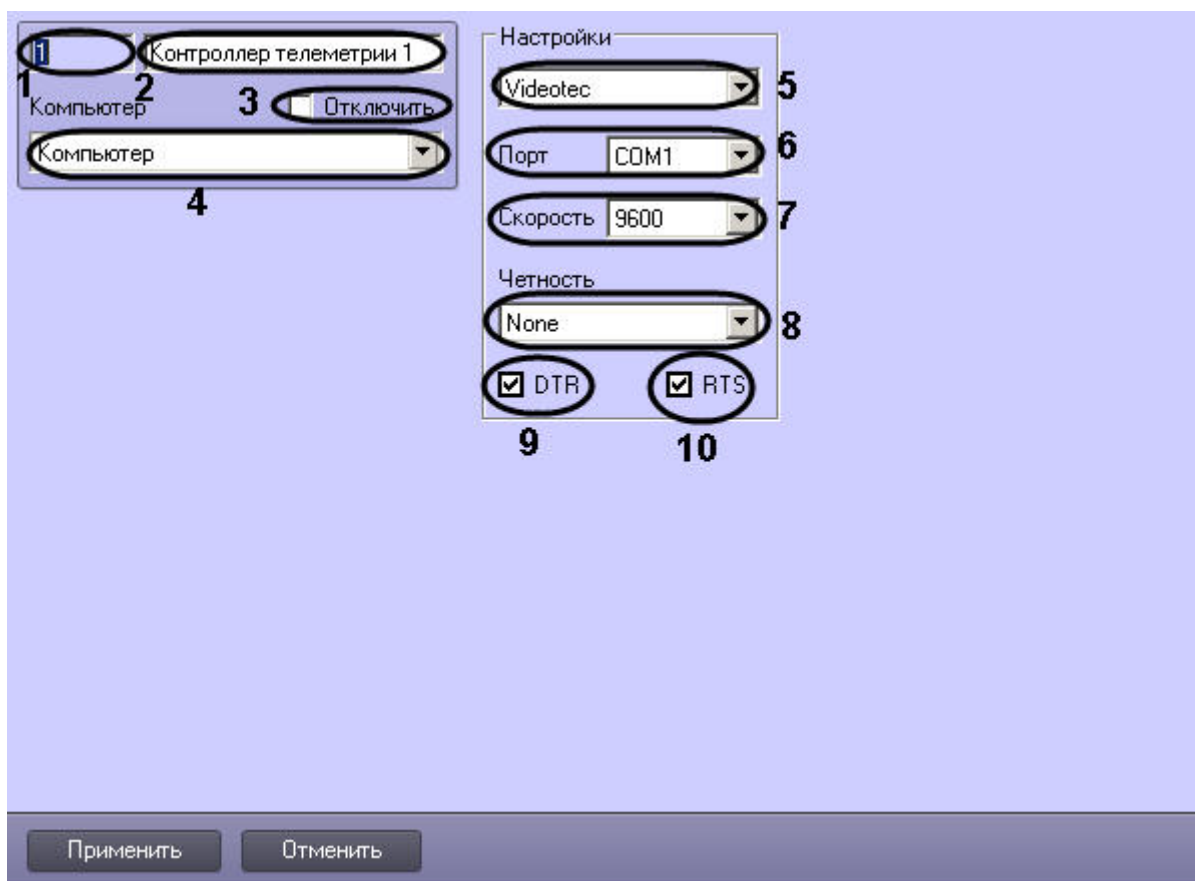 1
Контроллер телеметрии 1
1
2
Компьютер
3
Отключить
Компьютер
4
Настройки
Videotec
5
Порт COM1
6
Скорость 9600
7
Четность
None
8
DTR
RTS
9
10
Применить
Отменить